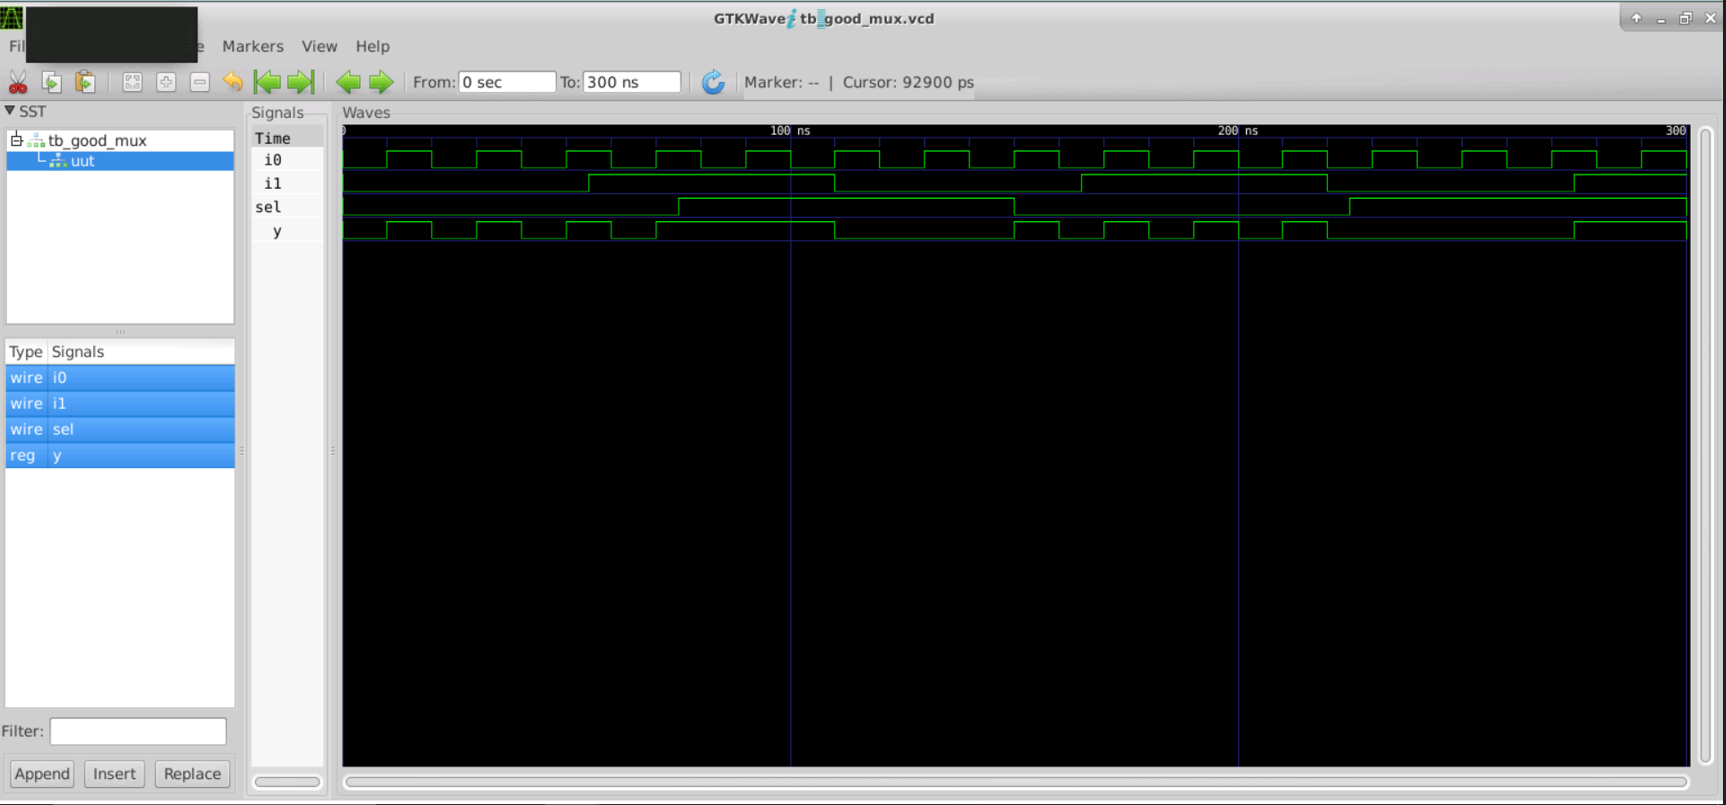 GTKWave tb_good_mux.vcd
Markers View Help
From: 0 sec To: 300 ns Marker: -- | Cursor: 92900 ps
SST
tb_good_mux
uut
Type Signals
wire i0
wire i1
wire sel
reg y
Filter:
Append Insert Replace
Signals
Time
i0
i1
sel
y
Waves
0 100 ns 200 ns 300